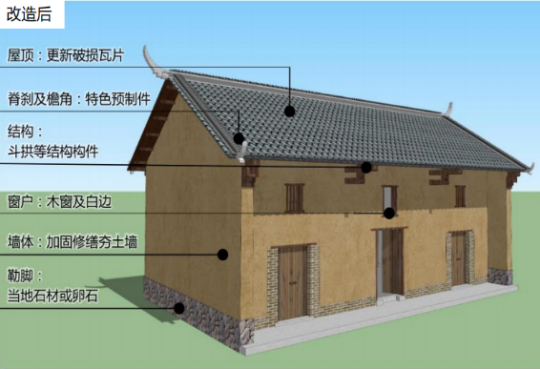 改造后
屋顶：更新破损瓦片
脊刹及檐角：特色预制件
结构：
斗拱等结构构件
窗户：木窗及白边
墙体：加固修缮夯土墙
勒脚：
当地石材或卵石